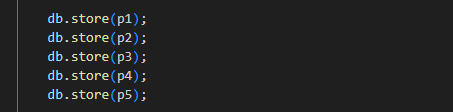 db.store(p1);
db.store(p2);
db.store(p3);
db.store(p4);
db.store(p5);